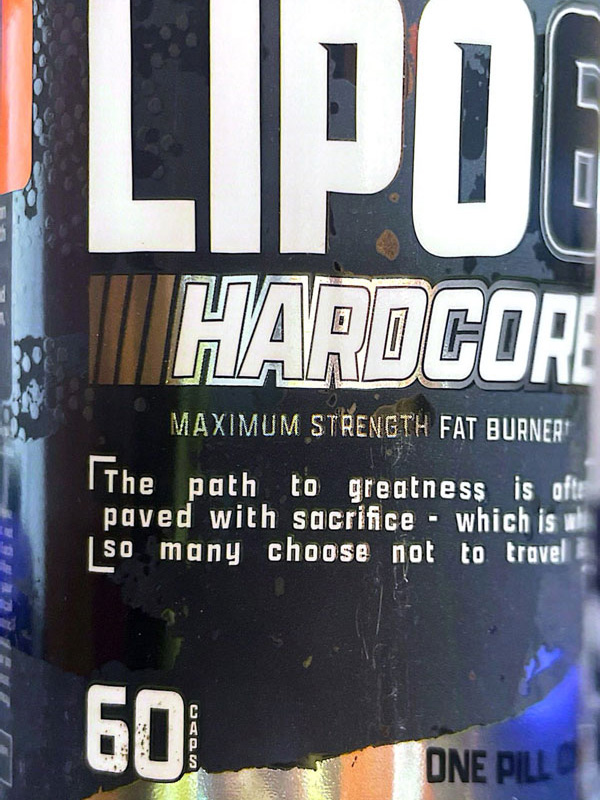 LIPO6
HARDCORE
MAXIMUM STRENGTH FAT BURNER†
The path to greatness is
paved with sacrifice - which is
so many choose not to travel
60
CAPS
ONE PILL